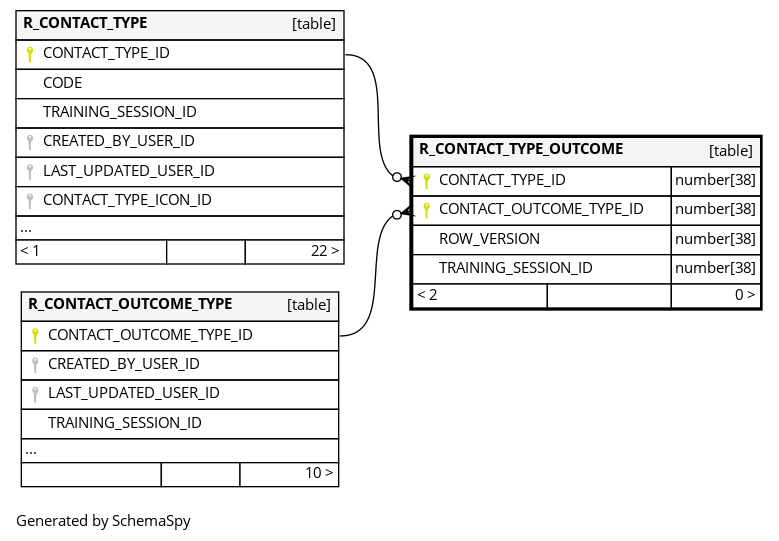 R_CONTACT_TYPE [table]
CONTACT_TYPE_ID
CODE
TRAINING_SESSION_ID
CREATED_BY_USER_ID
LAST_UPDATED_USER_ID
CONTACT_TYPE_ICON_ID
...
< 1 22 >
R_CONTACT_TYPE_OUTCOME [table]
CONTACT_TYPE_ID number[38]
CONTACT_OUTCOME_TYPE_ID number[38]
ROW_VERSION number[38]
TRAINING_SESSION_ID number[38]
< 2 0 >
R_CONTACT_OUTCOME_TYPE [table]
CONTACT_OUTCOME_TYPE_ID
CREATED_BY_USER_ID
LAST_UPDATED_USER_ID
TRAINING_SESSION_ID
...
10 >
Generated by SchemaSpy